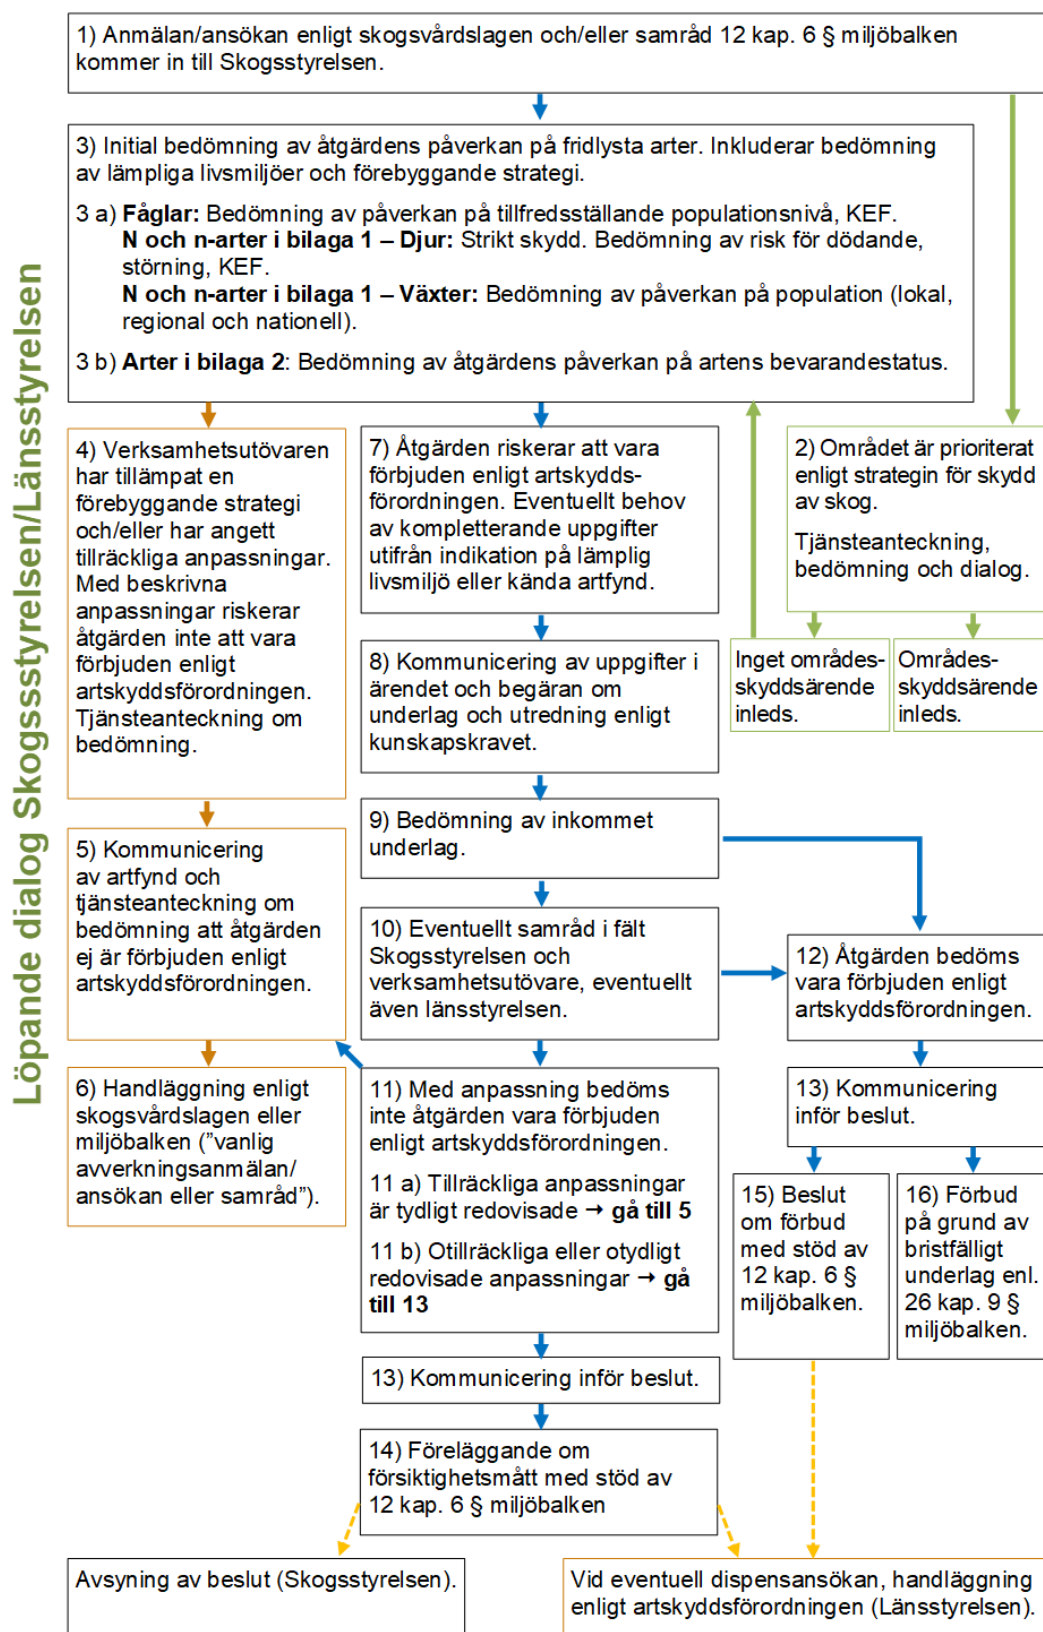 Löpande dialog Skogssstyrelsen/Länsstyrelsen
1) Anmälan/ansökan enligt skogsvårdslagen och/eller samråd 12 kap. 6 § miljöbalken
kommer in till Skogsstyrelsen.
3) Initial bedömning av åtgärdens påverkan på fridlysta arter. Inkluderar bedömning
av lämpliga livsmiljöer och förebyggande strategi.
3 a) Fåglar: Bedömning av påverkan på tillfredsställande populationsnivå, KEF.
N och n-arter i bilaga 1 – Djur: Strikt skydd. Bedömning av risk för dödande,
störning, KEF.
N och n-arter i bilaga 1 – Växter: Bedömning av påverkan på population (lokal,
regional och nationell).
3 b) Arter i bilaga 2: Bedömning av åtgärdens påverkan på artens bevarandestatus.
4) Verksamhetsutövaren
har tillämpat en
förebyggande strategi
och/eller har angett
tillräckliga anpassningar.
Med beskrivna
anpassningar riskerar
åtgärden inte att vara
förbjuden enligt
artskyddsförordningen.
Tjänsteanteckning om
bedömning.
7) Åtgärden riskerar att vara
förbjuden enligt artskydds-
förordningen. Eventuellt behov
av kompletterande uppgifter
utifrån indikation på lämplig
livsmiljö eller kända artfynd.
2) Området är prioriterat
enligt strategin för skydd
av skog.
Tjänsteanteckning,
bedömning och dialog.
Inget områdes-
skyddsärende
inleds.
Områdes-
skyddsärende
inleds.
8) Kommunicering av uppgifter i
ärendet och begäran om
underlag och utredning enligt
kunskapskravet.
9) Bedömning av inkommet
underlag.
5) Kommunicering
av artfynd och
tjänsteanteckning om
bedömning att åtgärden
ej är förbjuden enligt
artskyddsförordningen.
10) Eventuellt samråd i fält
Skogsstyrelsen och
verksamhetsutövare, eventuellt
även länsstyrelsen.
12) Åtgärden bedöms
vara förbjuden enligt
artskyddsförordningen.
6) Handläggning enligt
skogsvårdslagen eller
miljöbalken (”vanlig
avverkningsanmälan/
ansökan eller samråd”).
11) Med anpassning bedöms
inte åtgärden vara förbjuden
enligt artskyddsförordningen.
11 a) Tillräckliga anpassningar
är tydligt redovisade → gå till 5
11 b) Otillräckliga eller otydligt
redovisade anpassningar → gå
till 13
13) Kommunicering
inför beslut.
15) Beslut
om förbud
med stöd av
12 kap. 6 §
miljöbalken.
16) Förbud
på grund av
bristfälligt
underlag enl.
26 kap. 9 §
miljöbalken.
13) Kommunicering inför beslut.
14) Föreläggande om
försiktighetsmått med stöd av
12 kap. 6 § miljöbalken
Avsyning av beslut (Skogsstyrelsen).
Vid eventuell dispensansökan, handläggning
enligt artskyddsförordningen (Länsstyrelsen).